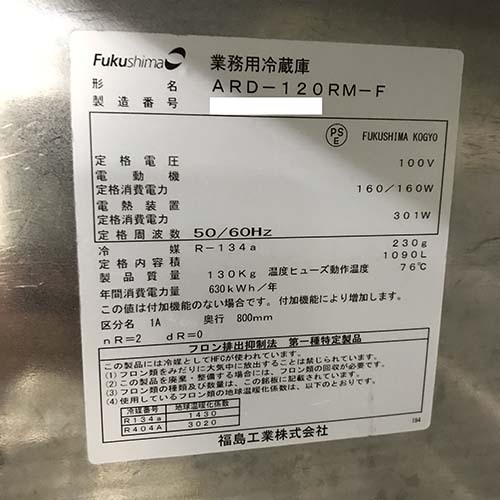 Fukushima 業務用冷蔵庫
形名 ARD-120RM-F
製造番号
PS E FUKUSHIMA KOGYO
定格電圧 100V
電動機
定格消費電力 160/160W
電熱装置
定格消費電力 301W
定格周波数 50/60Hz
冷媒 R-134a 230g
定格内容積 1090L
製品質量 130Kg 温度ヒューズ動作温度 76℃
年間消費電力量 630kWh/年
この値は付加機能のない場合です。付加機能により増加します。
区分名 1A 奥行 800mm
nR=2 dR=0
フロン排出抑制法 第一種特定製品
この製品には冷媒としてHFCが使われています。
(1)フロン類をみだりに大気中に放出することは禁じられています。
(2)この製品を廃棄・整備する場合には、フロン類の回収が必要です。
(3)フロン類の種類及び数量は、この銘板に記載されています。
(4)使用しているフロン類の地球温暖化係数は、以下のとおりです。
冷媒番号 地球温暖化係数
R134a 1430
R404A 3020
福島工業株式会社
194